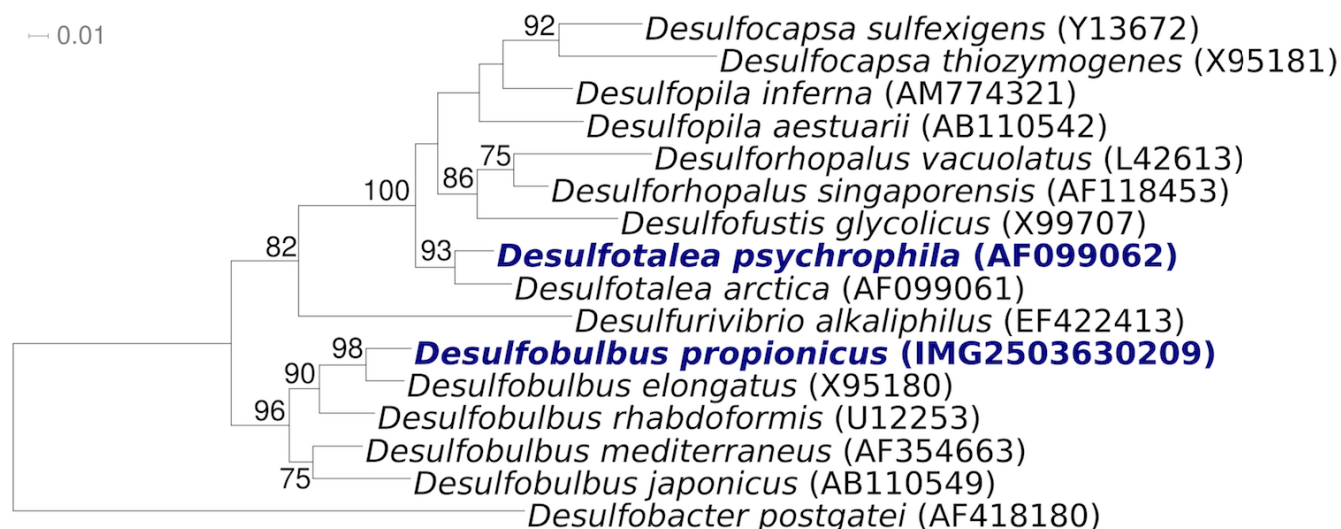 0.01
92
Desulfocapsa sulfexigens (Y13672)
Desulfocapsa thiozymogenes (X95181)
Desulfopila inferna (AM774321)
Desulfopila aestuarii (AB110542)
75
Desulforhopalus vacuolatus (L42613)
86
100
Desulforhopalus singaporensis (AF118453)
Desulfofustis glycolicus (X99707)
82
93
Desulfotalea psychrophila (AF099062)
Desulfotalea arctica (AF099061)
Desulfurivibrio alkaliphilus (EF422413)
98
Desulfobulbus propionicus (IMG2503630209)
90
Desulfobulbus elongatus (X95180)
96
Desulfobulbus rhabdoformis (U12253)
Desulfobulbus mediterraneus (AF354663)
75
Desulfobulbus japonicus (AB110549)
Desulfobacter postgatei (AF418180)